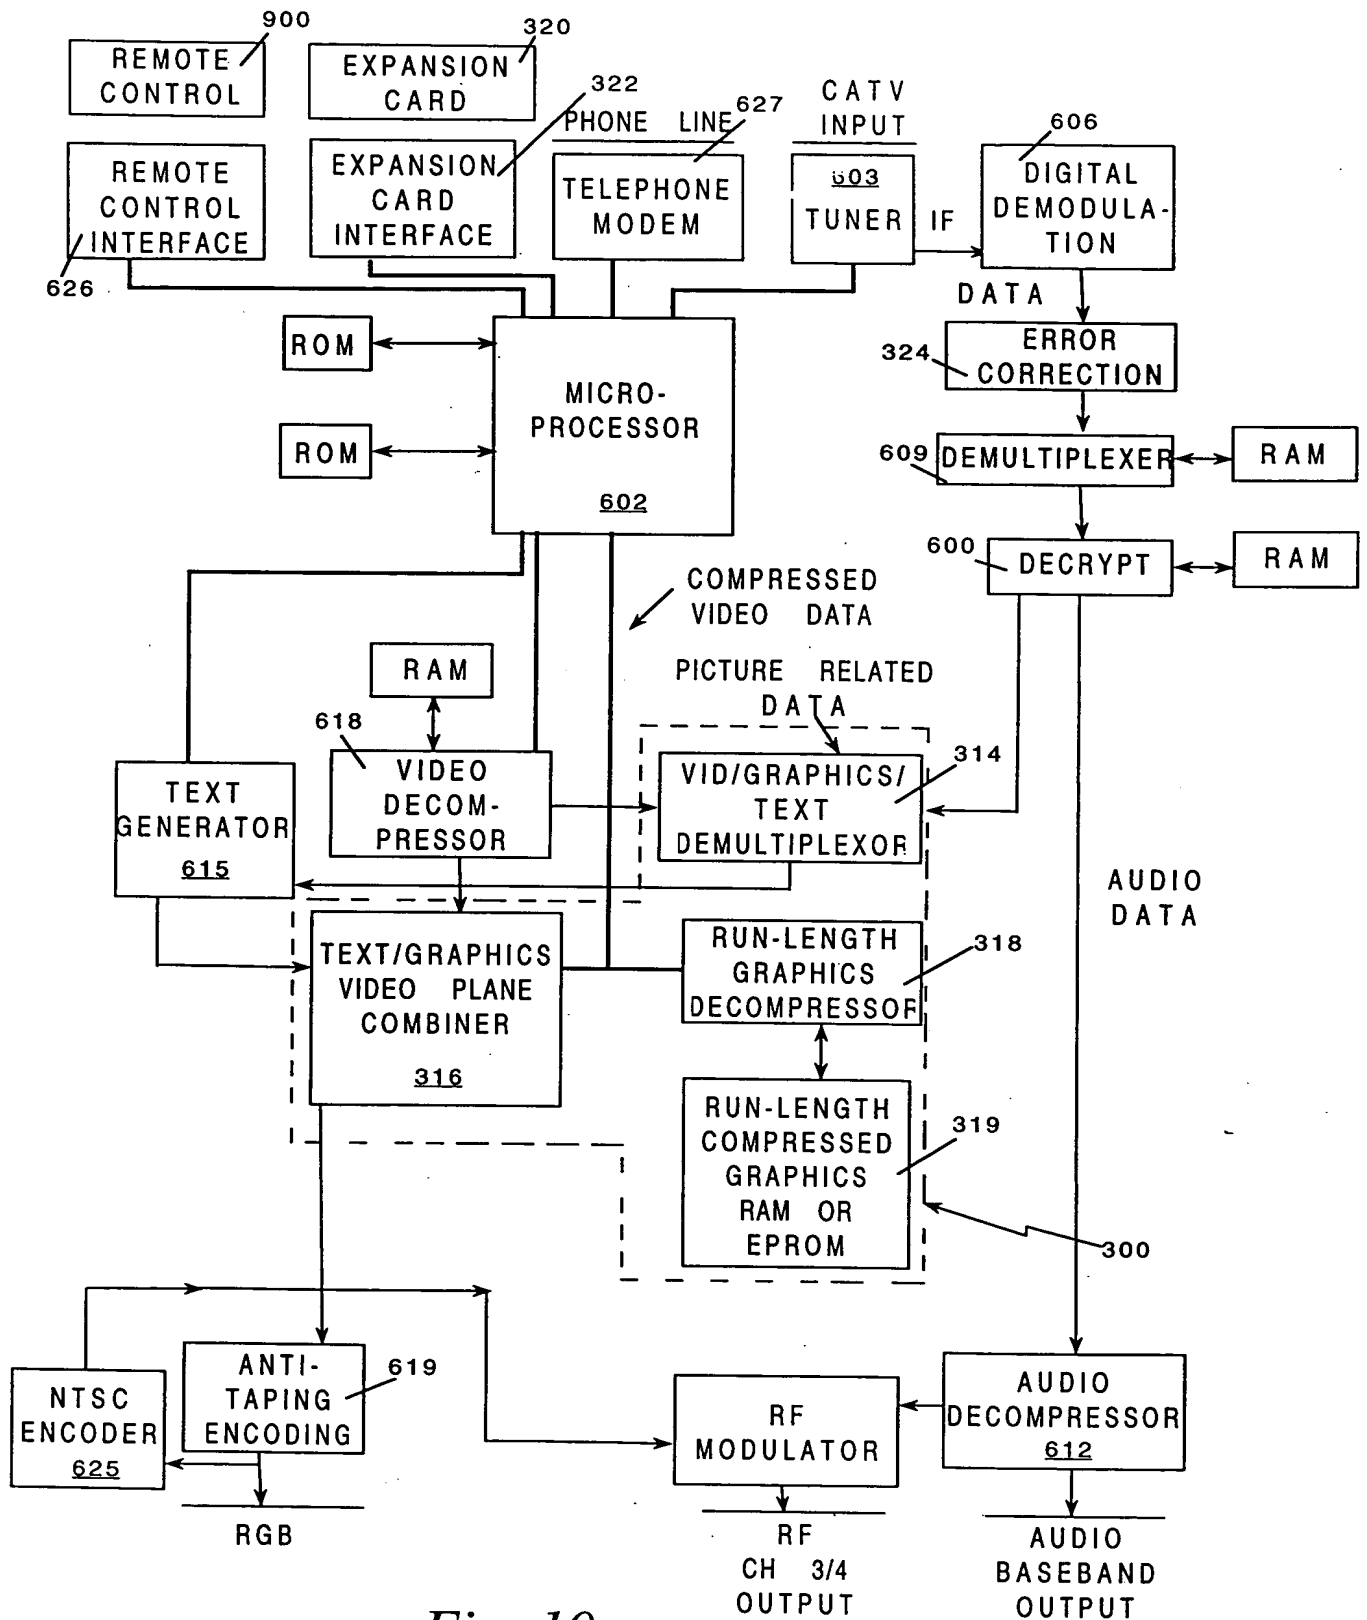 900
REMOTE
CONTROL
320
EXPANSION
CARD
322
PHONE LINE
627
CATV
INPUT
606
REMOTE
CONTROL
INTERFACE
626
EXPANSION
CARD
INTERFACE
TELEPHONE
MODEM
603
TUNER
IF
DIGITAL
DEMODULA-
TION
DATA
ROM
ROM
MICRO-
PROCESSOR
602
324
ERROR
CORRECTION
609
DEMULTIPLEXER
RAM
600
DECRYPT
RAM
COMPRESSED
VIDEO DATA
PICTURE RELATED
DATA
RAM
618
VIDEO
DECOM-
PRESSOR
314
VID/GRAPHICS/
TEXT
DEMULTIPLEXOR
TEXT
GENERATOR
615
AUDIO
DATA
TEXT/GRAPHICS
VIDEO PLANE
COMBINER
316
RUN-LENGTH
GRAPHICS
DECOMPRESSOR
318
RUN-LENGTH
COMPRESSED
GRAPHICS
RAM OR
EPROM
319
300
NTSC
ENCODER
625
ANTI-
TAPING
ENCODING
619
RGB
RF
MODULATOR
AUDIO
DECOMPRESSOR
612
RF
CH 3/4
OUTPUT
AUDIO
BASEBAND
OUTPUT